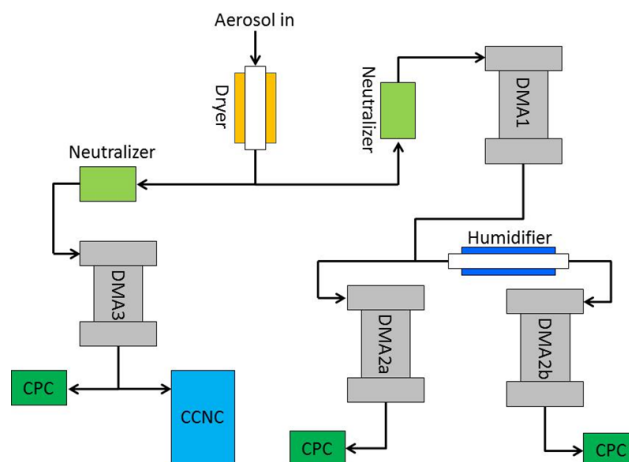 Aerosol in
Dryer
Neutralizer
DMA1
Neutralizer
Humidifier
DMA3
DMA2a
DMA2b
CPC
CCNC
CPC
CPC